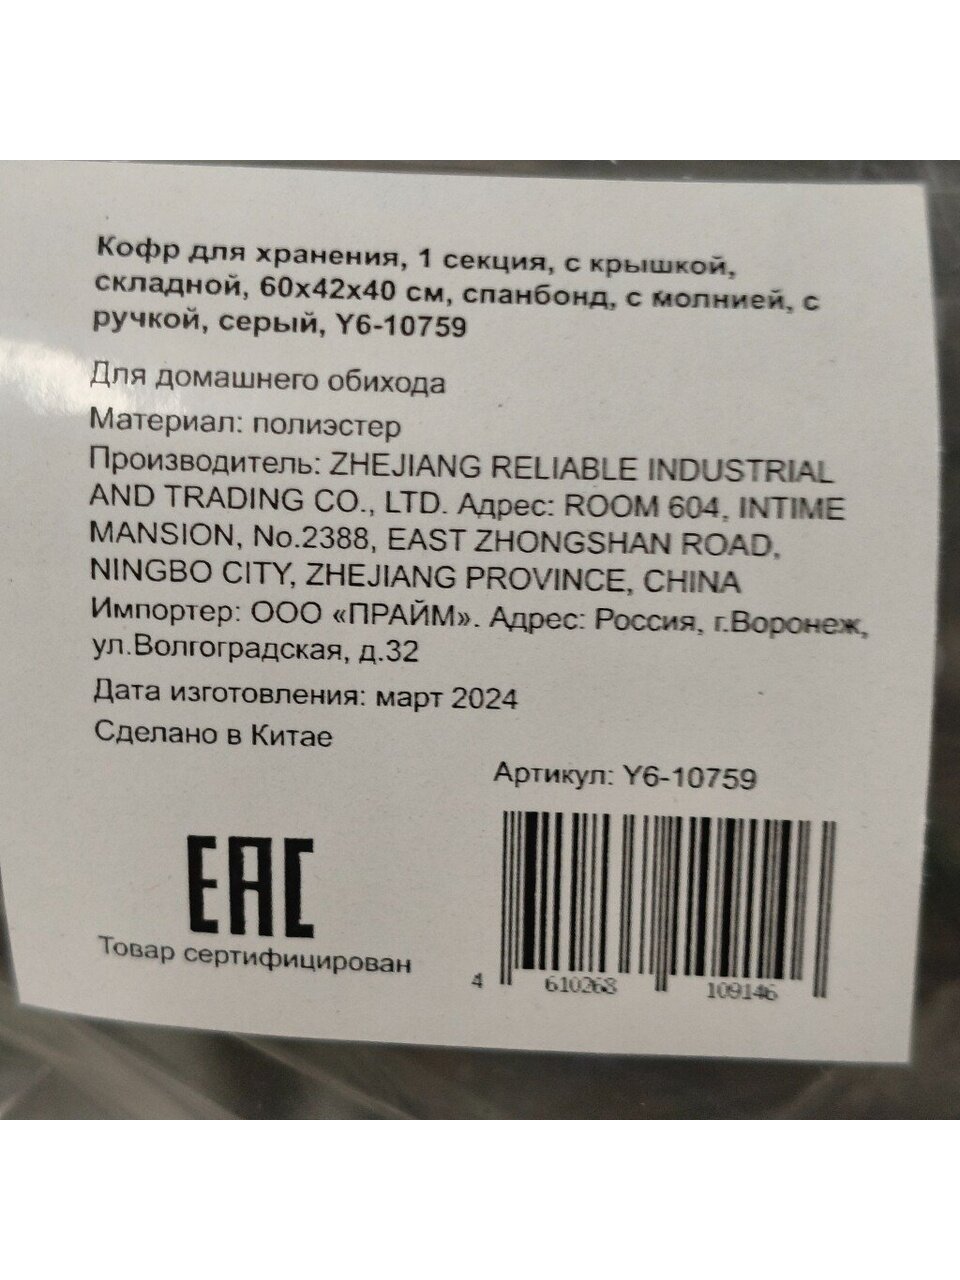 Кофр для хранения, 1 секция, с крышкой,
складной, 60х42х40 см, спанбонд, с молнией, с
ручкой, серый, Y6-10759
Для домашнего обихода
Материал: полиэстер
Производитель: ZHEJIANG RELIABLE INDUSTRIAL
AND TRADING CO., LTD. Адрес: ROOM 604, INTIME
MANSION, No.2388, EAST ZHONGSHAN ROAD,
NINGBO CITY, ZHEJIANG PROVINCE, CHINA
Импортер: ООО «ПРАЙМ». Адрес: Россия, г.Воронеж,
ул.Волгоградская, д.32
Дата изготовления: март 2024
Сделано в Китае
Артикул: Y6-10759
EAC
Товар сертифицирован
4 610268 109146